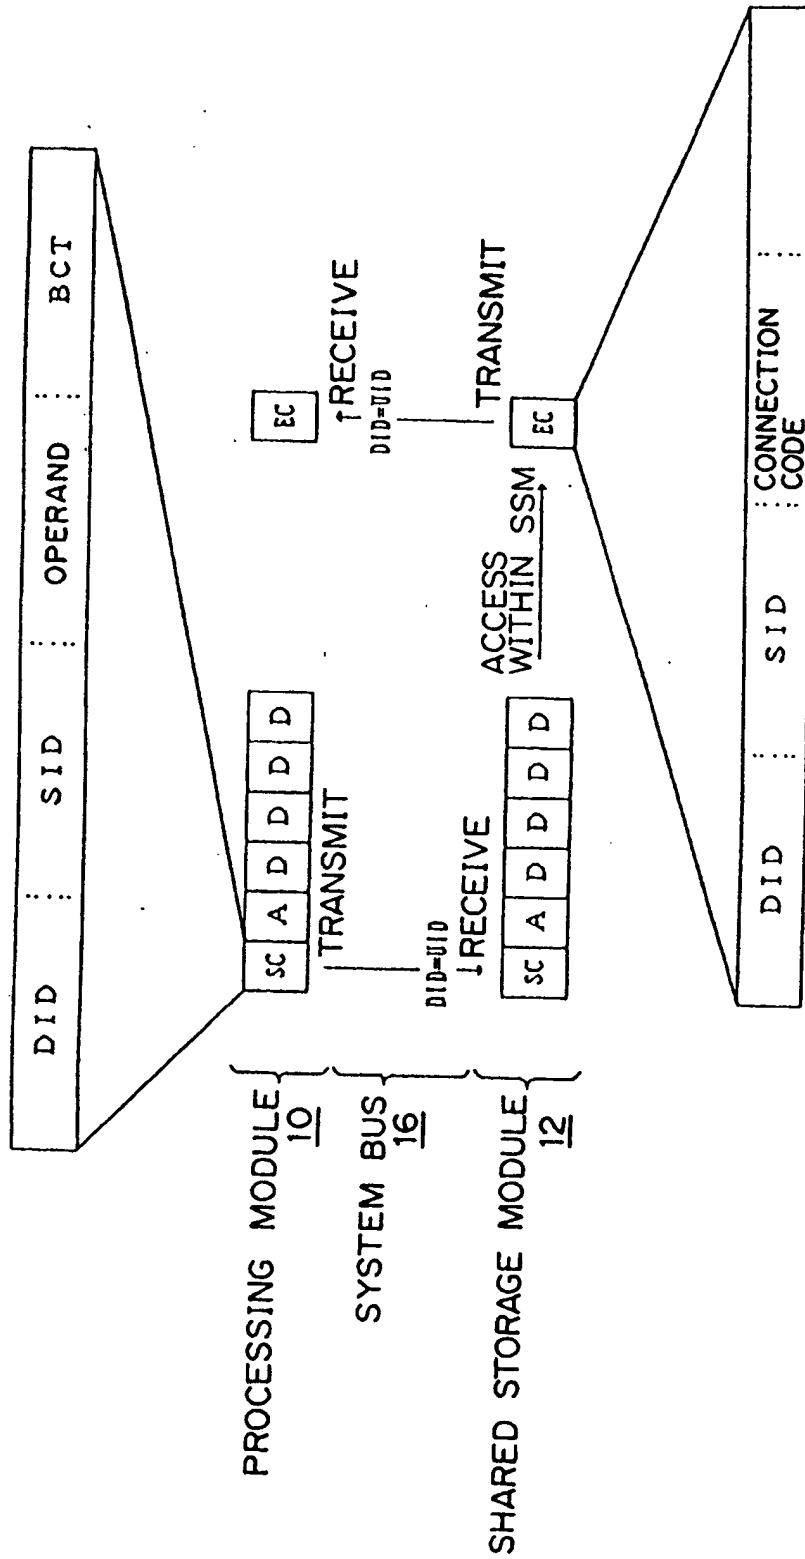 DID SID OPERAND BCT
PROCESSING MODULE
10
SC A D D D D
EC
TRANSMIT
↑RECEIVE
SYSTEM BUS
16
DID=UID
DID=UID
↓RECEIVE
TRANSMIT
SHARED STORAGE MODULE
12
SC A D D D D
ACCESS
WITHIN SSM
EC
DID SID CONNECTION
CODE